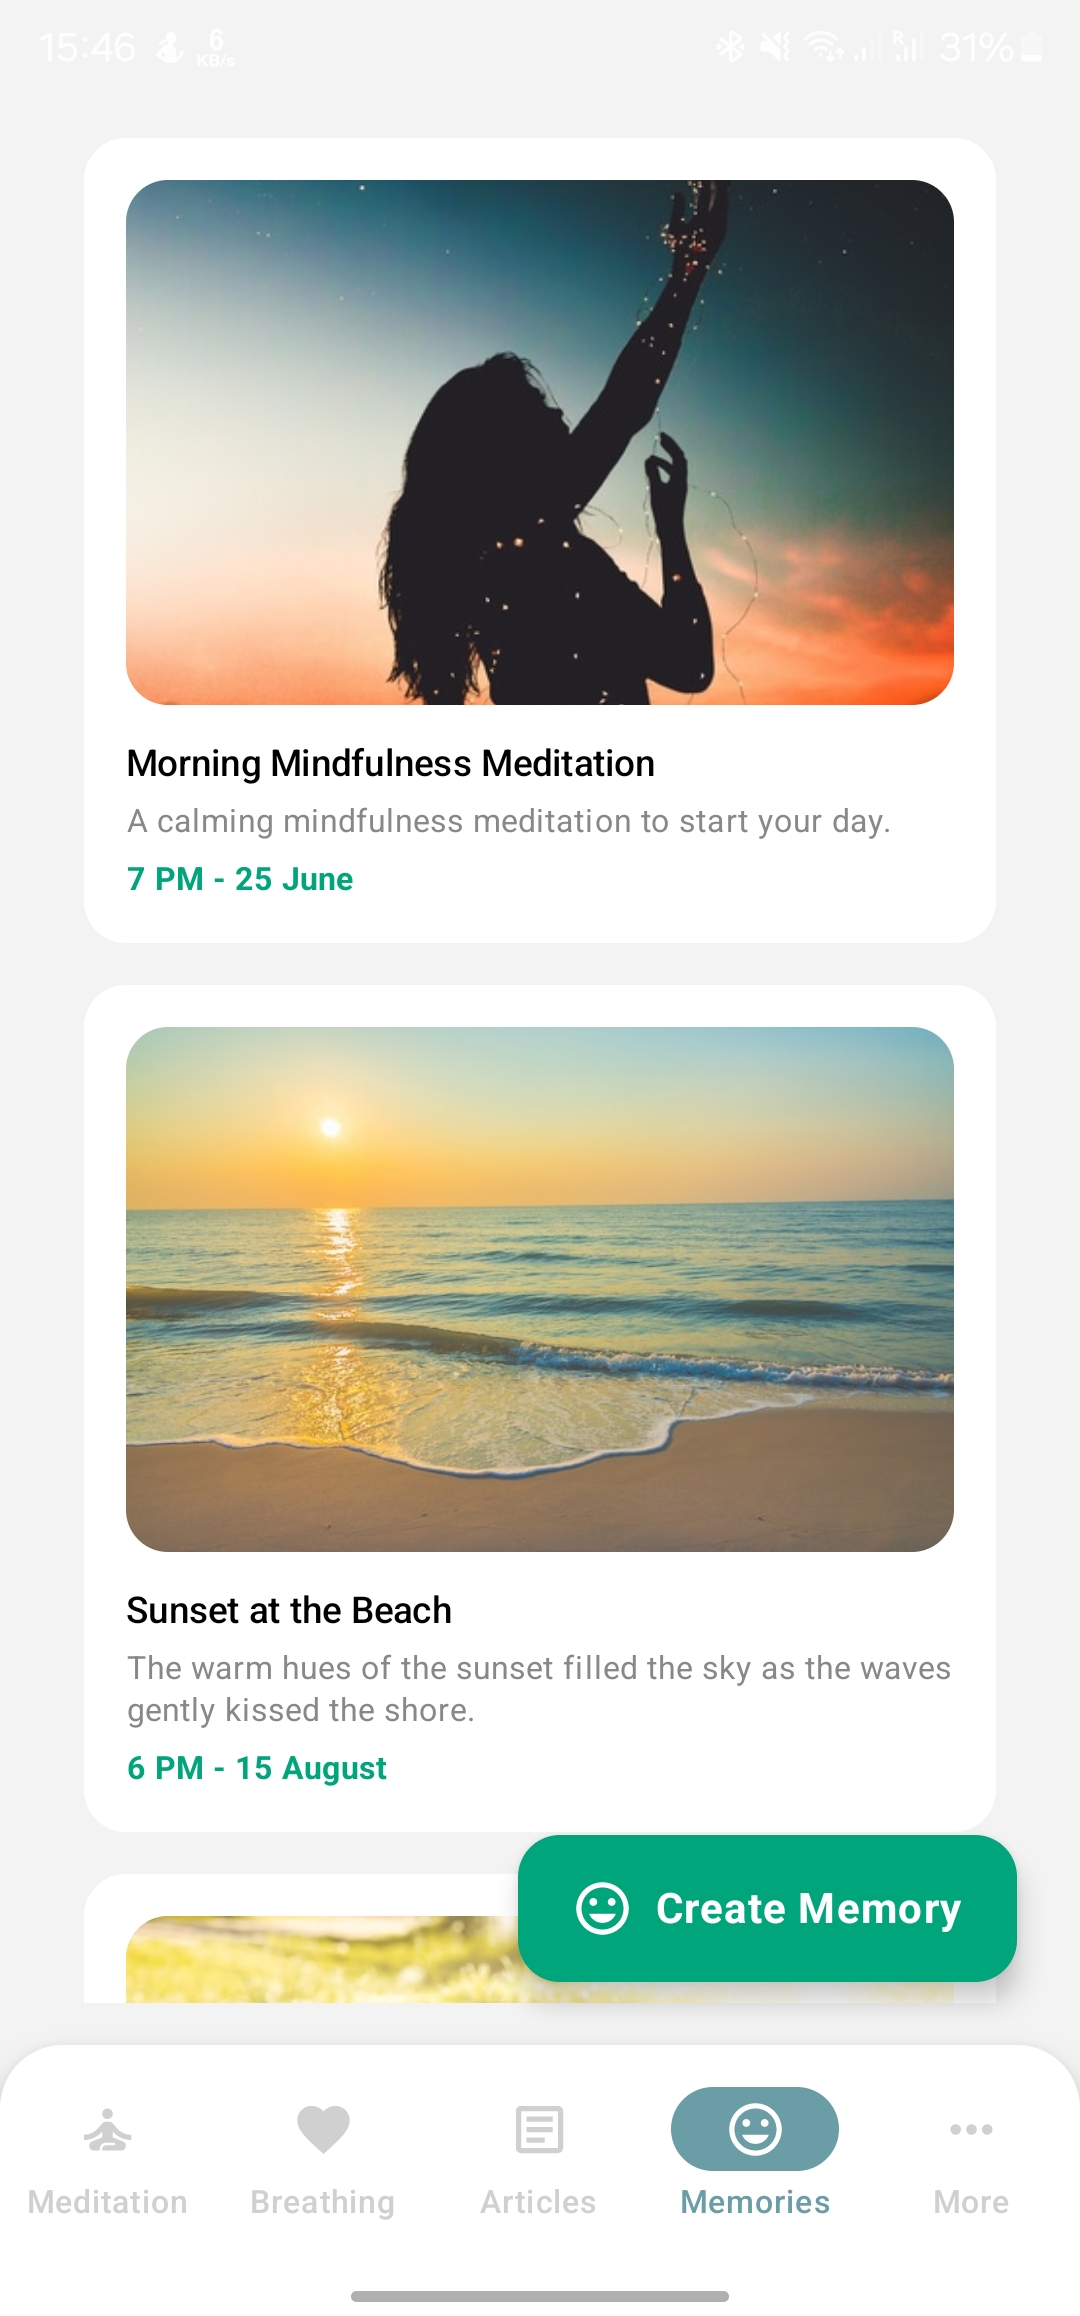 15:46 6 KB/s R 31%
Morning Mindfulness Meditation
A calming mindfulness meditation to start your day.
7 PM - 25 June
Sunset at the Beach
The warm hues of the sunset filled the sky as the waves
gently kissed the shore.
6 PM - 15 August
Create Memory
Meditation Breathing Articles Memories More